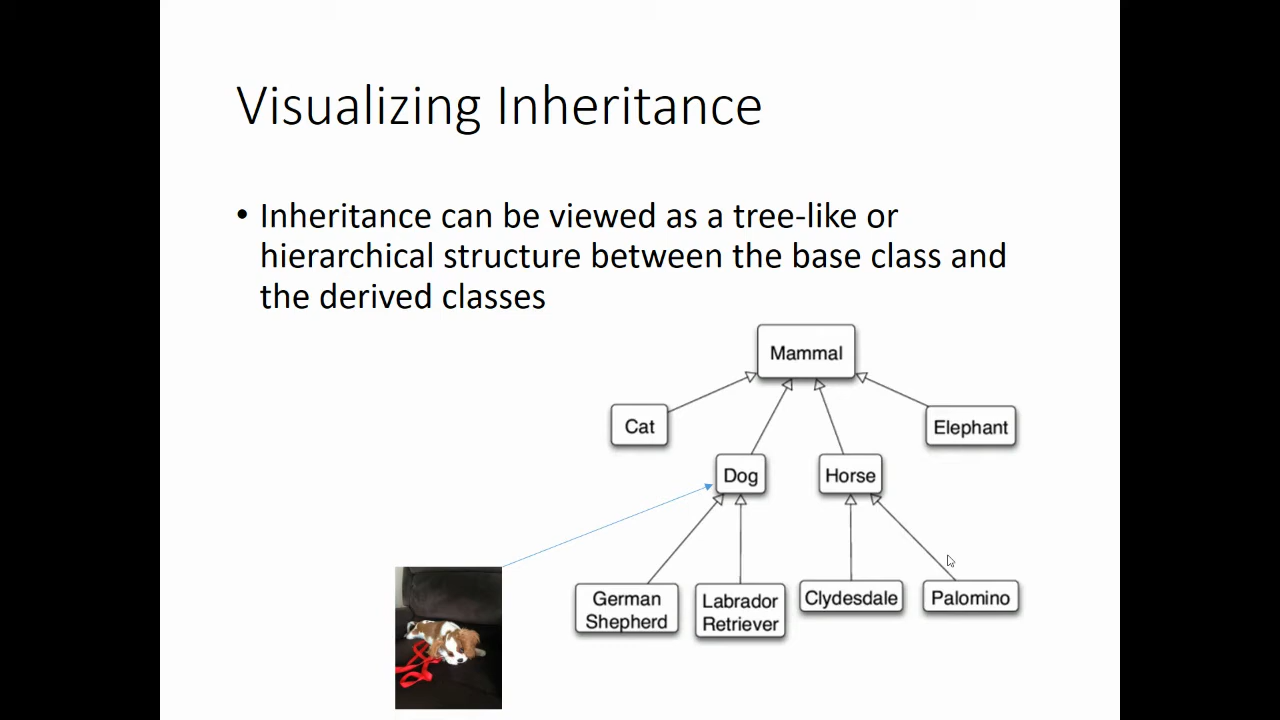 Visualizing Inheritance
• Inheritance can be viewed as a tree-like or
hierarchical structure between the base class and
the derived classes
Mammal
Cat
Elephant
Dog
Horse
German
Shepherd
Labrador
Retriever
Clydesdale
Palomino